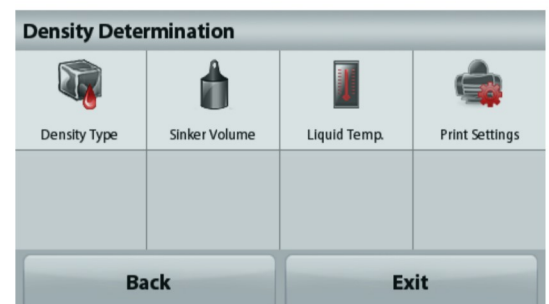 Density Determination
Density Type Sinker Volume Liquid Temp. Print Settings
Back Exit